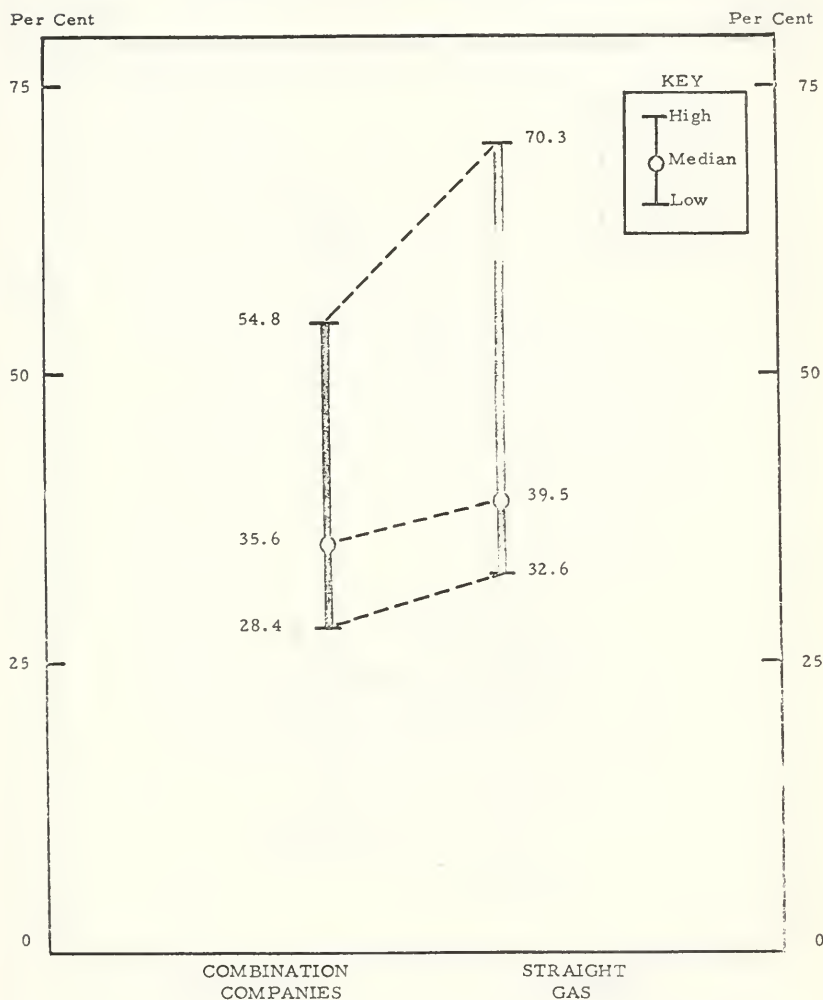 Per Cent
Per Cent
75
75
KEY
High
Median
Low
70.3
54.8
50
50
39.5
35.6
32.6
28.4
25
25
0
0
COMBINATION
COMPANIES
STRAIGHT
GAS